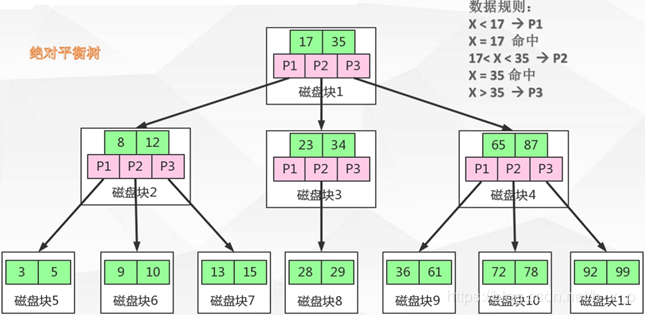 数据规则:
X < 17 → P1
X = 17 命中
17< X < 35 → P2
X = 35 命中
X > 35 → P3
绝对平衡树
17 35
P1 P2 P3
磁盘块1
8 12
P1 P2 P3
磁盘块2
23 34
P1 P2 P3
磁盘块3
65 87
P1 P2 P3
磁盘块4
3 5
磁盘块5
9 10
磁盘块6
13 15
磁盘块7
28 29
磁盘块8
36 61
磁盘块9
72 78
磁盘块10
92 99
磁盘块11